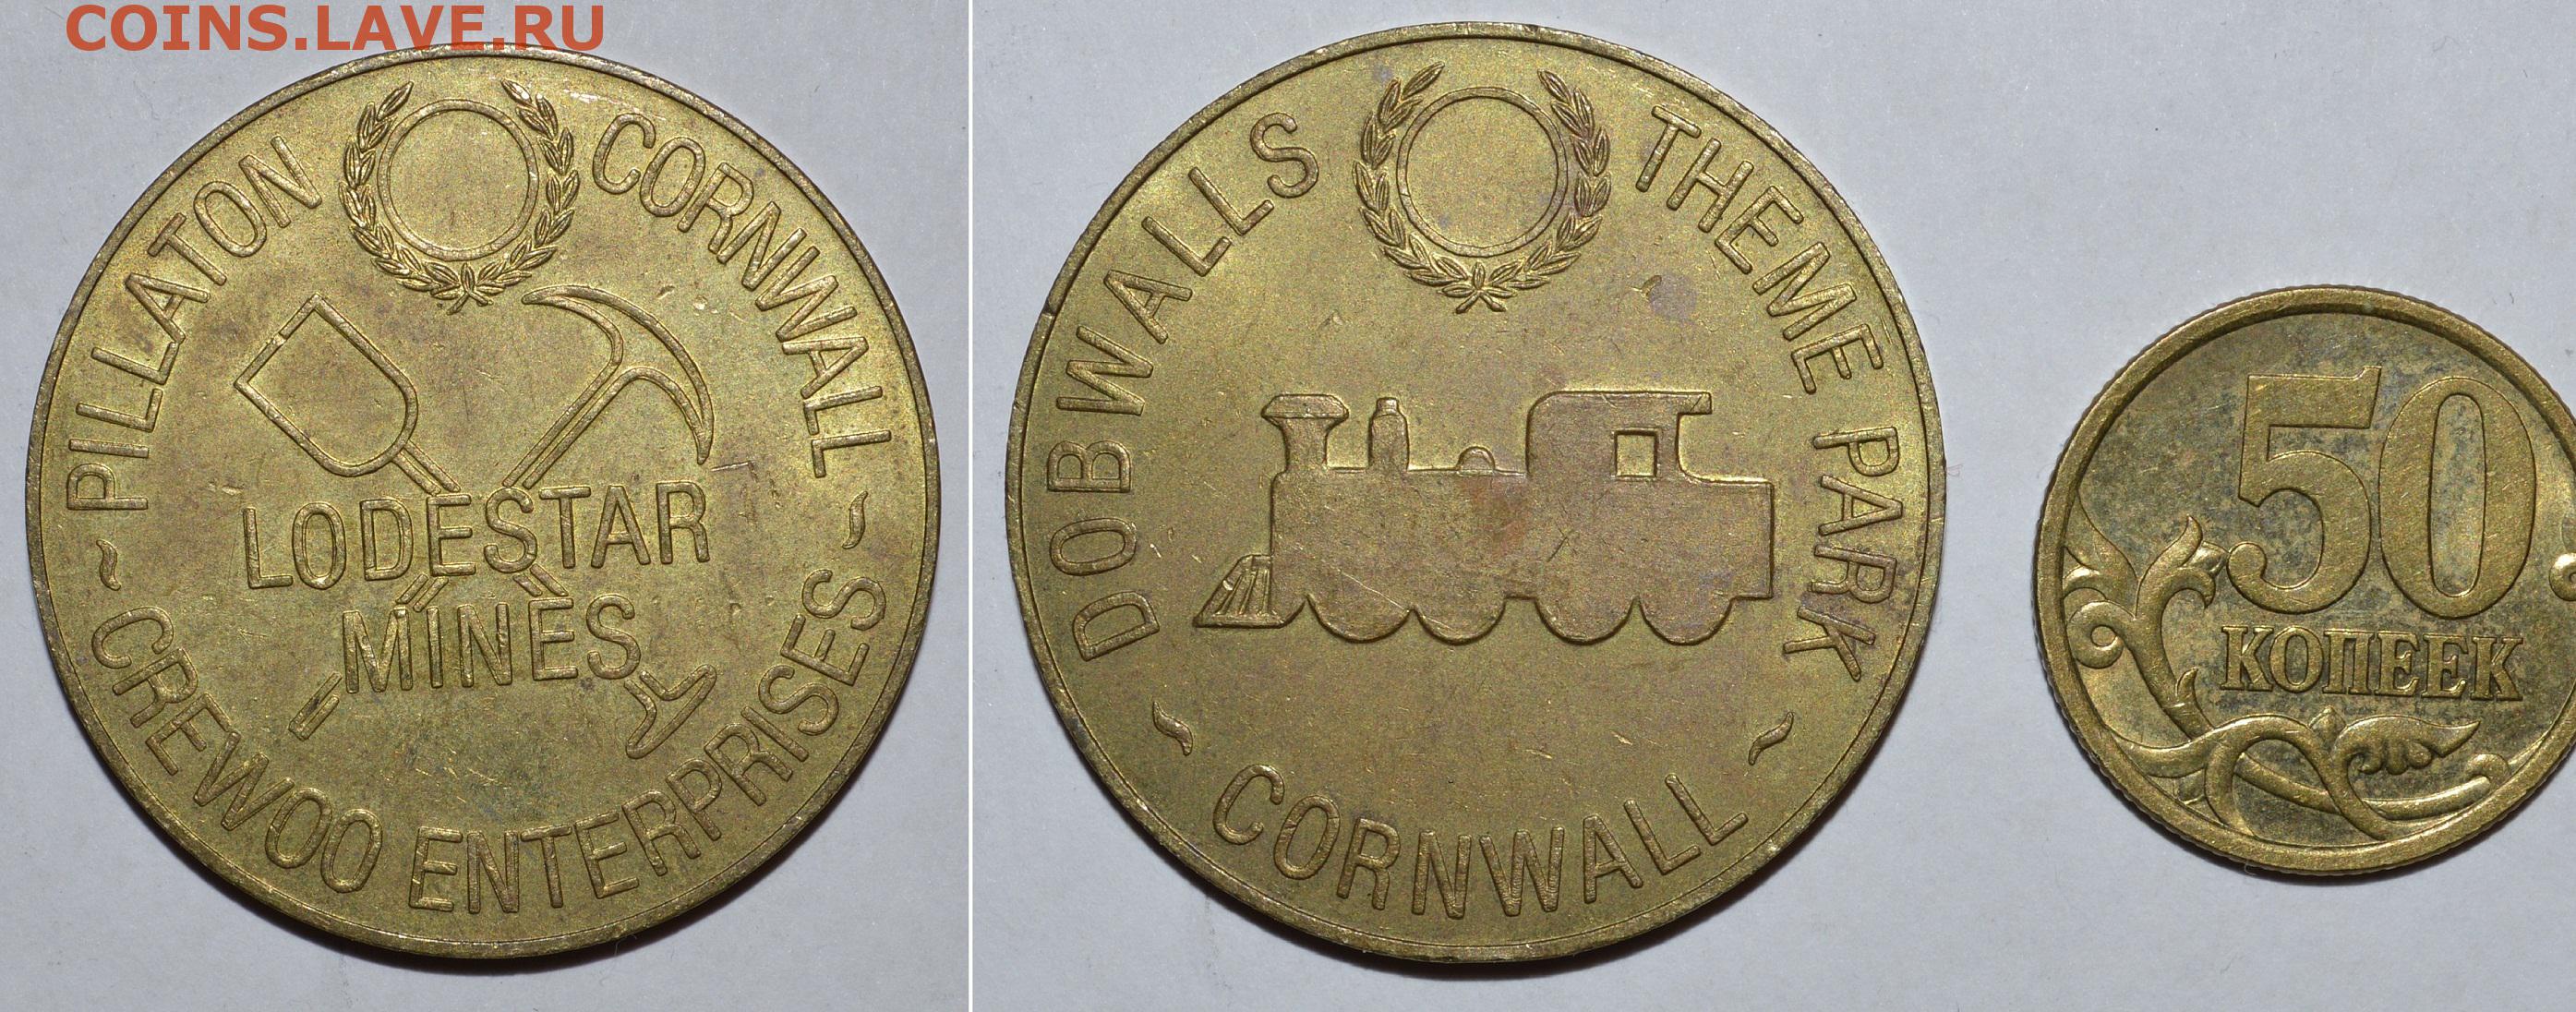 COINS.LAVE.RU
PILLATON CORNWALL
LODESTAR
MINES
~ CREWOO ENTERPRISES ~
DOBWALLS THEME PARK
~ CORNWALL ~
50
КОПЕЕК